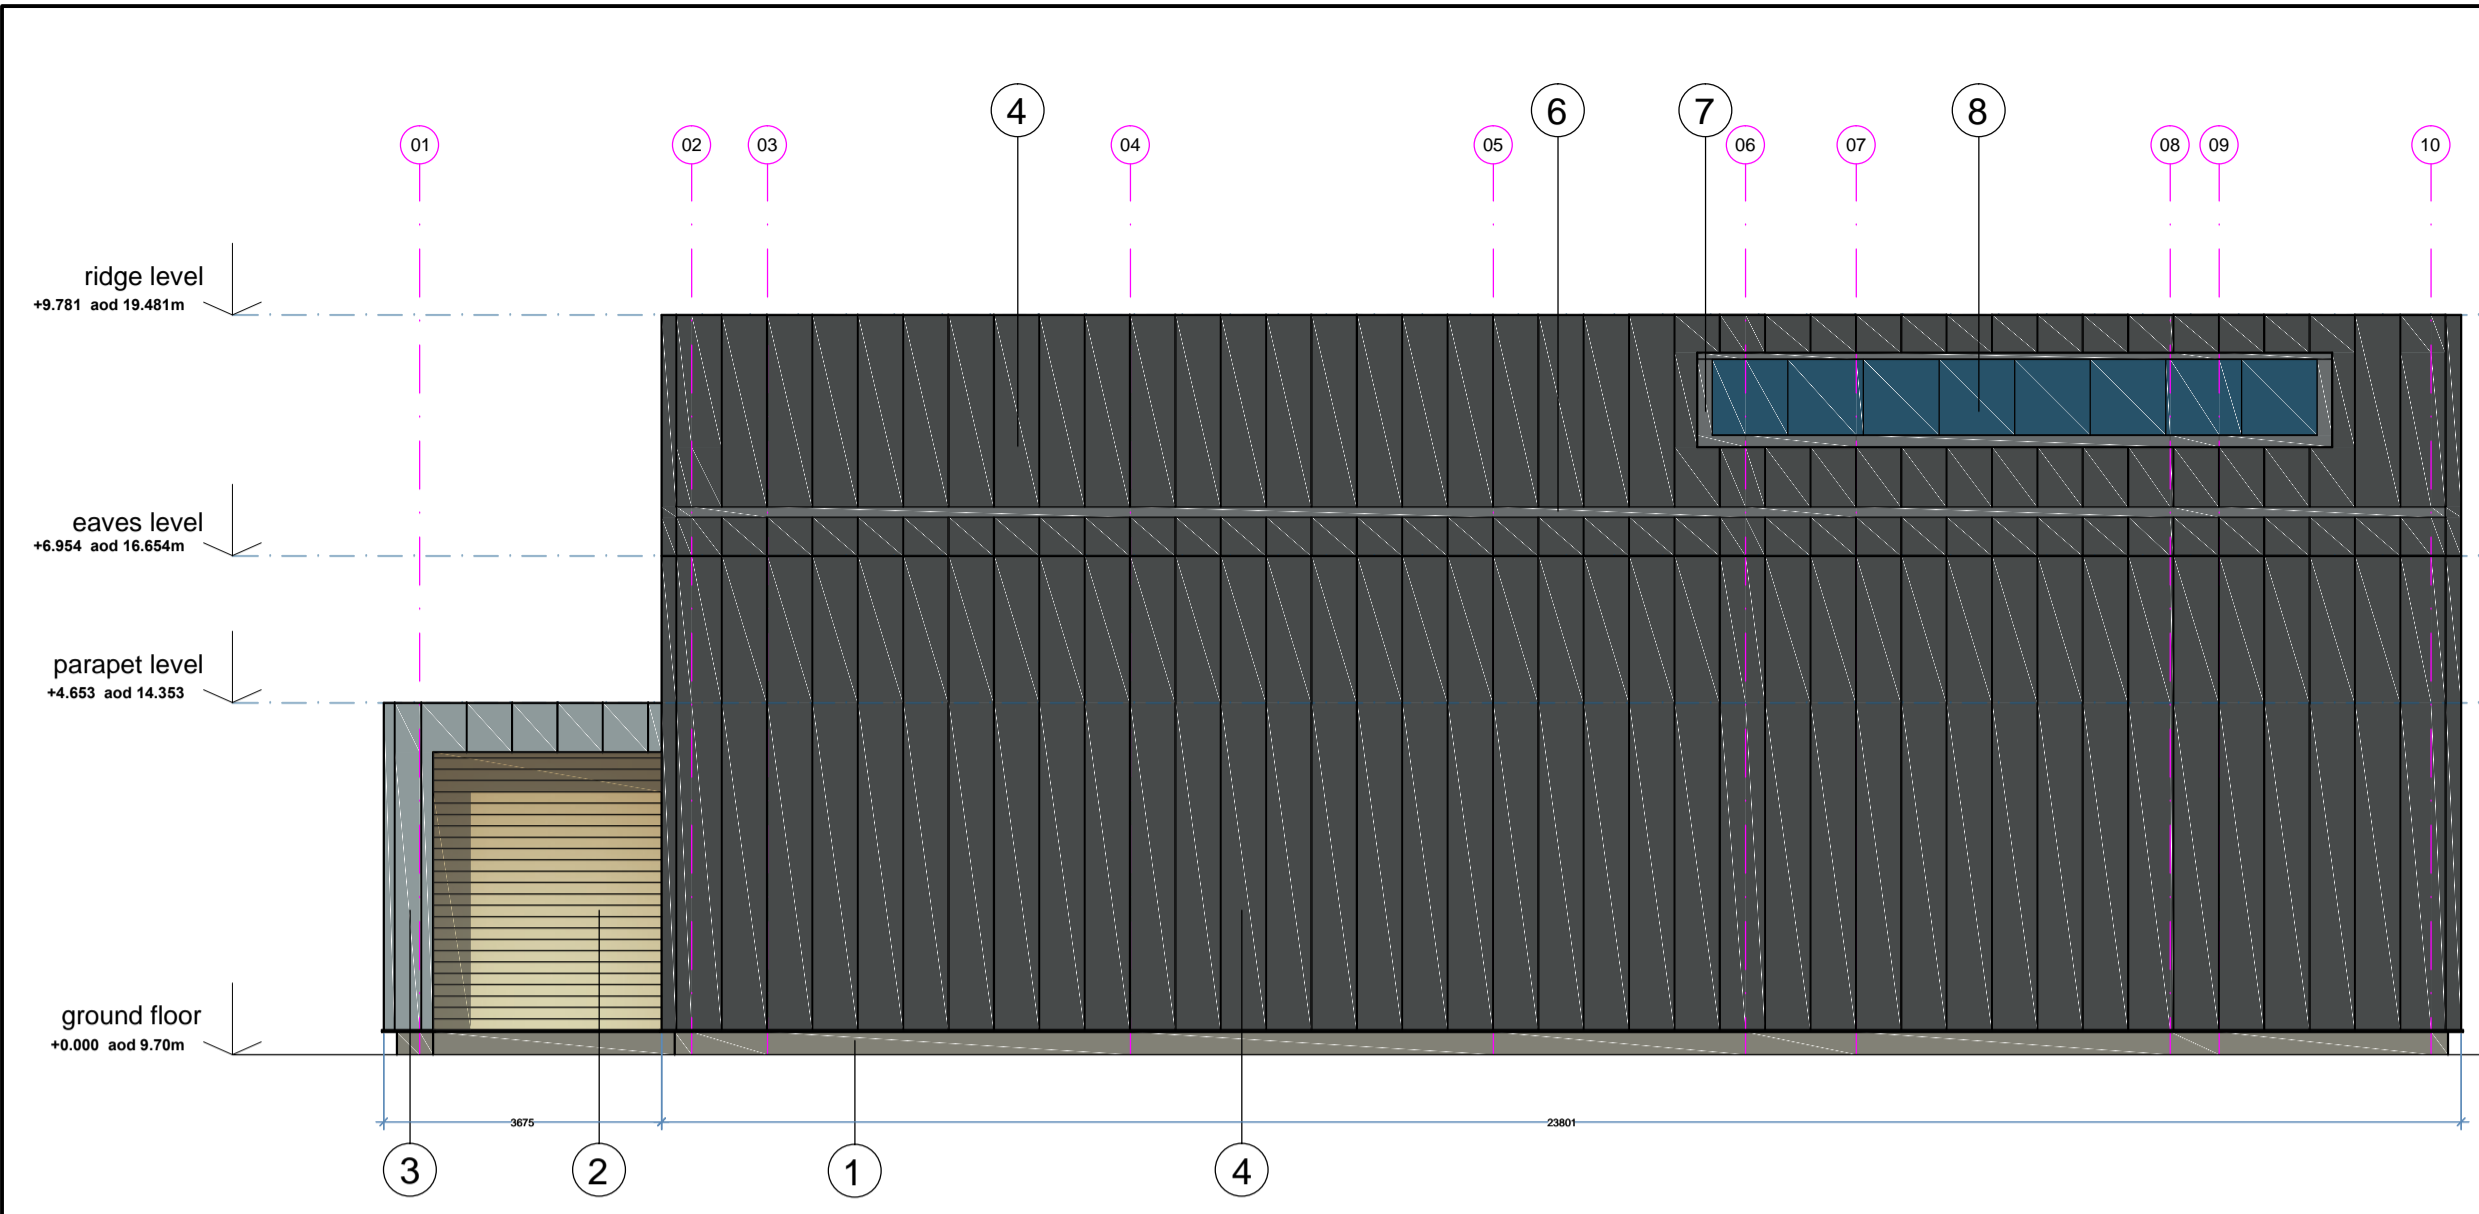 4
6
7
8
01
02
03
04
05
06
07
08
09
10
ridge level
+9.781 aod 19.481m
eaves level
+6.954 aod 16.654m
parapet level
+4.653 aod 14.353
ground floor
+0.000 aod 9.70m
3675
23801
3
2
1
4